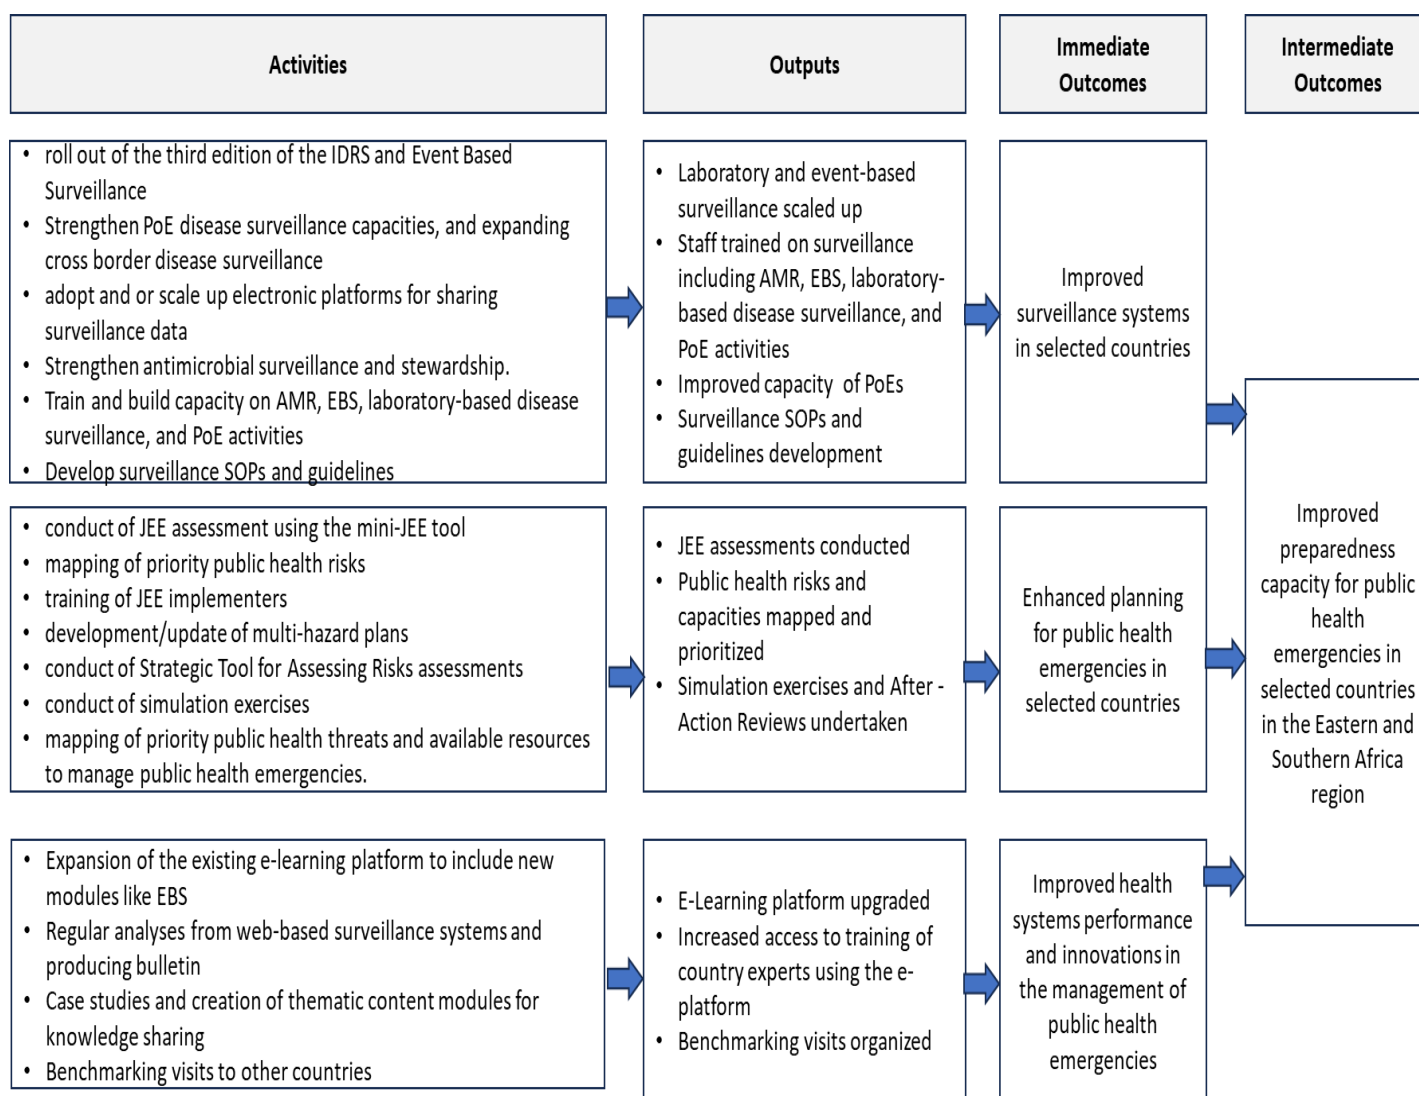 Activities
Outputs
Immediate
Outcomes
Intermediate
Outcomes
• roll out of the third edition of the IDRS and Event Based
Surveillance
• Strengthen PoE disease surveillance capacities, and expanding
cross border disease surveillance
• adopt and or scale up electronic platforms for sharing
surveillance data
• Strengthen antimicrobial surveillance and stewardship.
• Train and build capacity on AMR, EBS, laboratory-based disease
surveillance, and PoE activities
• Develop surveillance SOPs and guidelines
• Laboratory and event-based
surveillance scaled up
• Staff trained on surveillance
including AMR, EBS, laboratory-
based disease surveillance, and
PoE activities
• Improved capacity of PoEs
• Surveillance SOPs and
guidelines development
Improved
surveillance systems
in selected countries
• conduct of JEE assessment using the mini-JEE tool
• mapping of priority public health risks
• training of JEE implementers
• development/update of multi-hazard plans
• conduct of Strategic Tool for Assessing Risks assessments
• conduct of simulation exercises
• mapping of priority public health threats and available resources
to manage public health emergencies.
• JEE assessments conducted
• Public health risks and
capacities mapped and
prioritized
• Simulation exercises and After -
Action Reviews undertaken
Enhanced planning
for public health
emergencies in
selected countries
Improved
preparedness
capacity for public
health
emergencies in
selected countries
in the Eastern and
Southern Africa
region
• Expansion of the existing e-learning platform to include new
modules like EBS
• Regular analyses from web-based surveillance systems and
producing bulletin
• Case studies and creation of thematic content modules for
knowledge sharing
• Benchmarking visits to other countries
• E-Learning platform upgraded
• Increased access to training of
country experts using the e-
platform
• Benchmarking visits organized
Improved health
systems performance
and innovations in
the management of
public health
emergencies